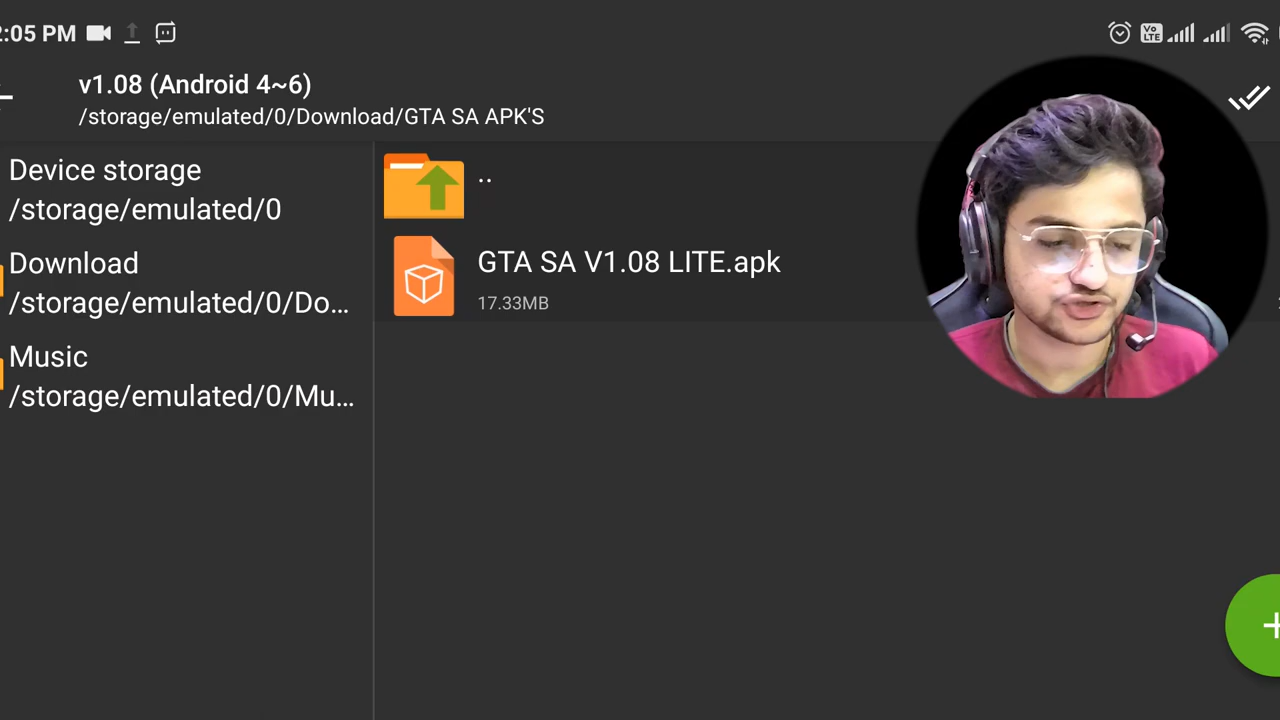 2:05 PM
Vo LTE
v1.08 (Android 4~6)
/storage/emulated/0/Download/GTA SA APK'S
Device storage
/storage/emulated/0
Download
/storage/emulated/0/Do...
Music
/storage/emulated/0/Mu...
..
GTA SA V1.08 LITE.apk
17.33MB